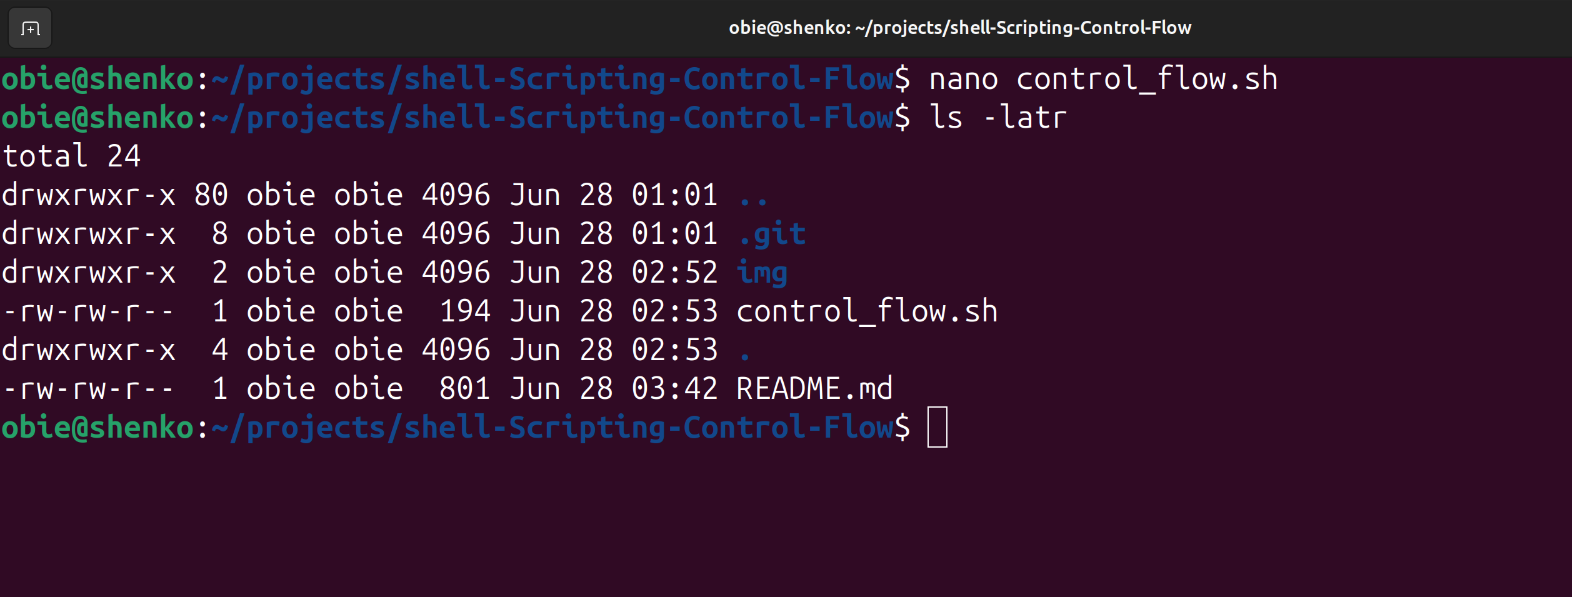 obie@shenko: ~/projects/shell-Scripting-Control-Flow
obie@shenko:~/projects/shell-Scripting-Control-Flow$ nano control_flow.sh
obie@shenko:~/projects/shell-Scripting-Control-Flow$ ls -latr
total 24
drwxrwxr-x 80 obie obie 4096 Jun 28 01:01 ..
drwxrwxr-x  8 obie obie 4096 Jun 28 01:01 .git
drwxrwxr-x  2 obie obie 4096 Jun 28 02:52 img
-rw-rw-r--  1 obie obie  194 Jun 28 02:53 control_flow.sh
drwxrwxr-x  4 obie obie 4096 Jun 28 02:53 .
-rw-rw-r--  1 obie obie  801 Jun 28 03:42 README.md
obie@shenko:~/projects/shell-Scripting-Control-Flow$